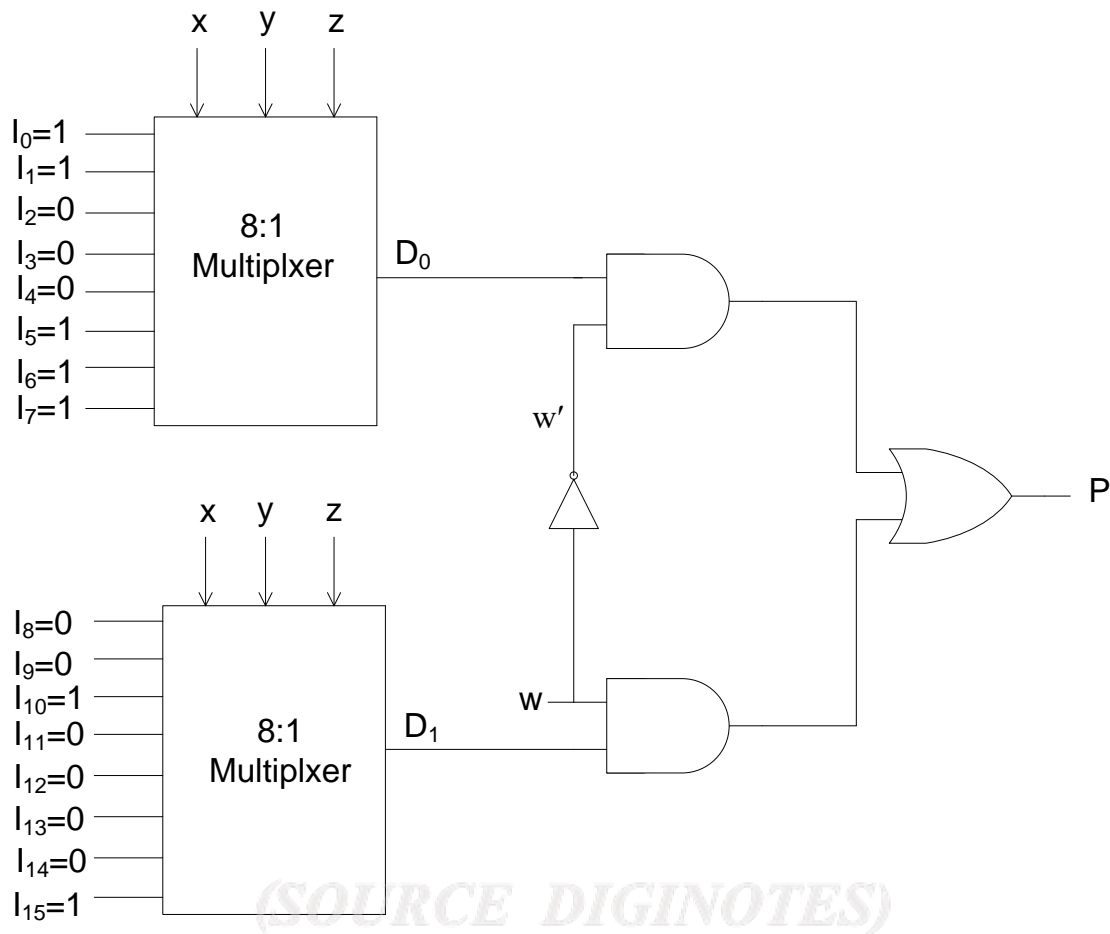 x y z
I₀=1
I₁=1
I₂=0
I₃=0
I₄=0
I₅=1
I₆=1
I₇=1
8:1
Multiplxer
D₀
w′
P
x y z
I₈=0
I₉=0
I₁₀=1
I₁₁=0
I₁₂=0
I₁₃=0
I₁₄=0
I₁₅=1
8:1
Multiplxer
D₁
w
(SOURCE DIGINOTES)